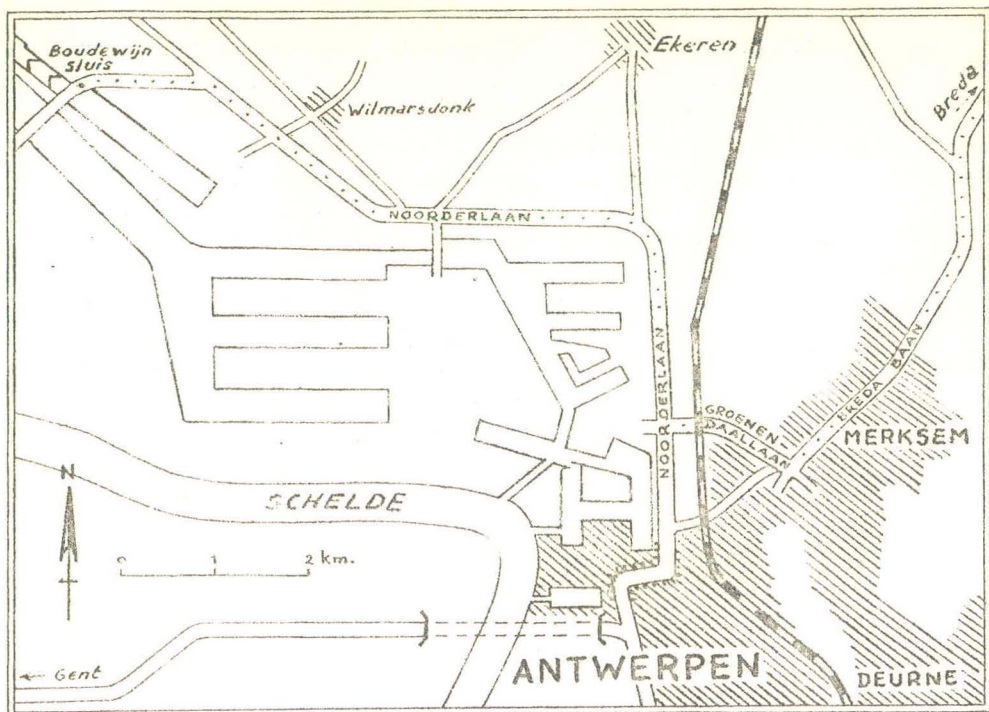 Boudewijn
sluis
Ekeren
Wilmarsdonk
Breda
NOORDERLAAN
NOORDERLAAN
BREDA BAAN
GROENEN
DAALLAAN
MERKSEM
NOORDERLAAN
N
SCHELDE
0 1 2 km.
ANTWERPEN
Gent
DEURNE